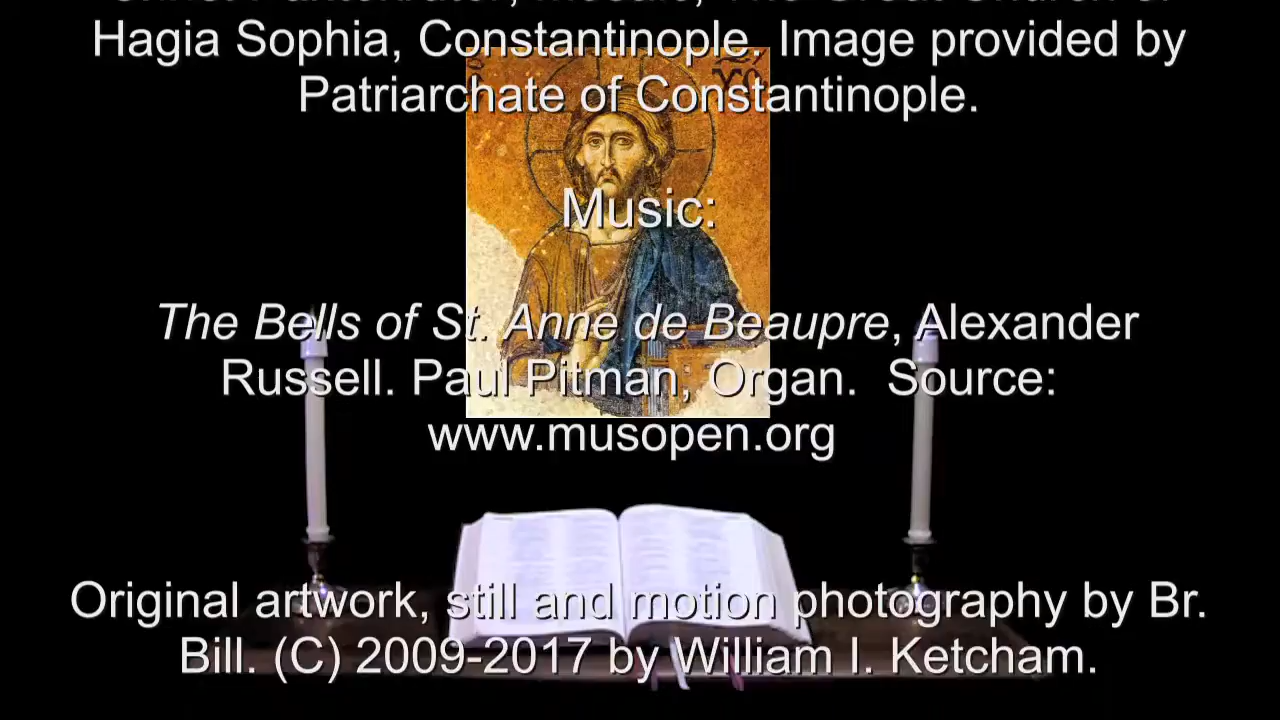 Hagia Sophia, Constantinople. Image provided by
Patriarchate of Constantinople.
Music:
The Bells of St. Anne de Beaupre, Alexander
Russell. Paul Pitman, Organ. Source:
www.musopen.org
Original artwork, still and motion photography by Br.
Bill. (C) 2009-2017 by William I. Ketcham.